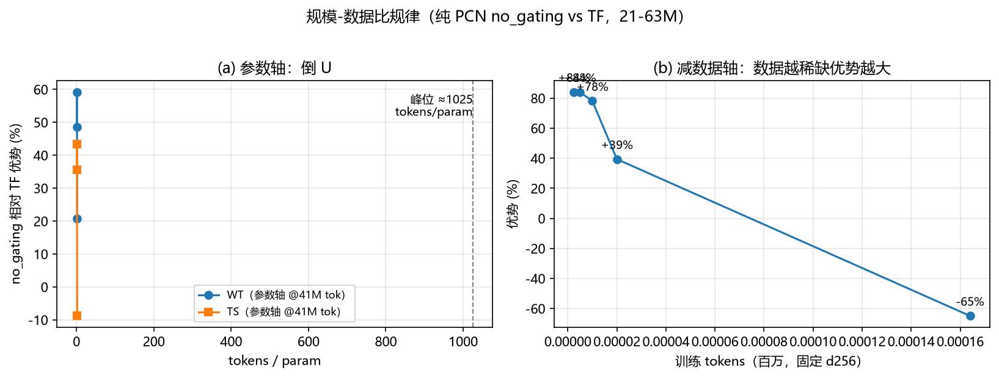 规模-数据比规律（纯 PCN no_gating vs TF，21-63M）
(a) 参数轴：倒 U
no_gating 相对 TF 优势 (%)
60
50
40
30
20
10
0
-10
峰位 ≈1025
tokens/param
WT（参数轴 @41M tok）
TS（参数轴 @41M tok）
0 200 400 600 800 1000
tokens / param
(b) 减数据轴：数据越稀缺优势越大
优势 (%)
80
60
40
20
0
-20
-40
-60
+84%
+78%
+39%
-65%
0.00000 0.00002 0.00004 0.00006 0.00008 0.00010 0.00012 0.00014 0.00016
训练 tokens（百万，固定 d256）